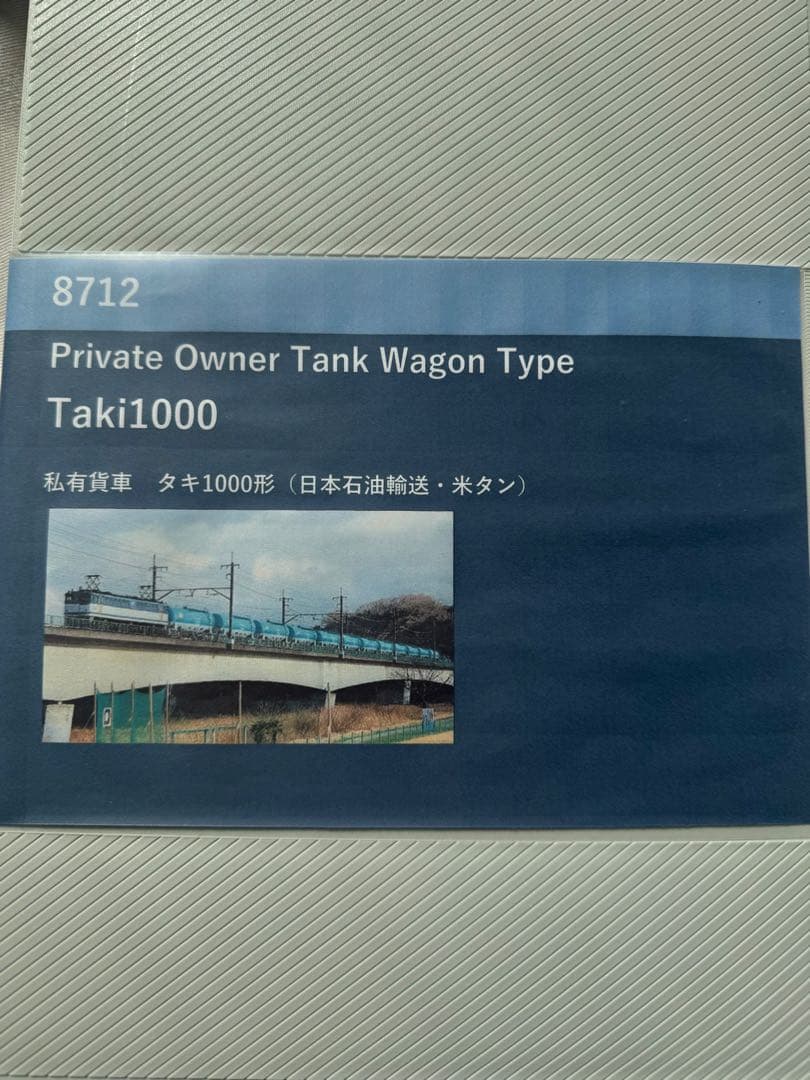 8712
Private Owner Tank Wagon Type
Taki1000
私有貨車　タキ1000形（日本石油輸送・米タン）